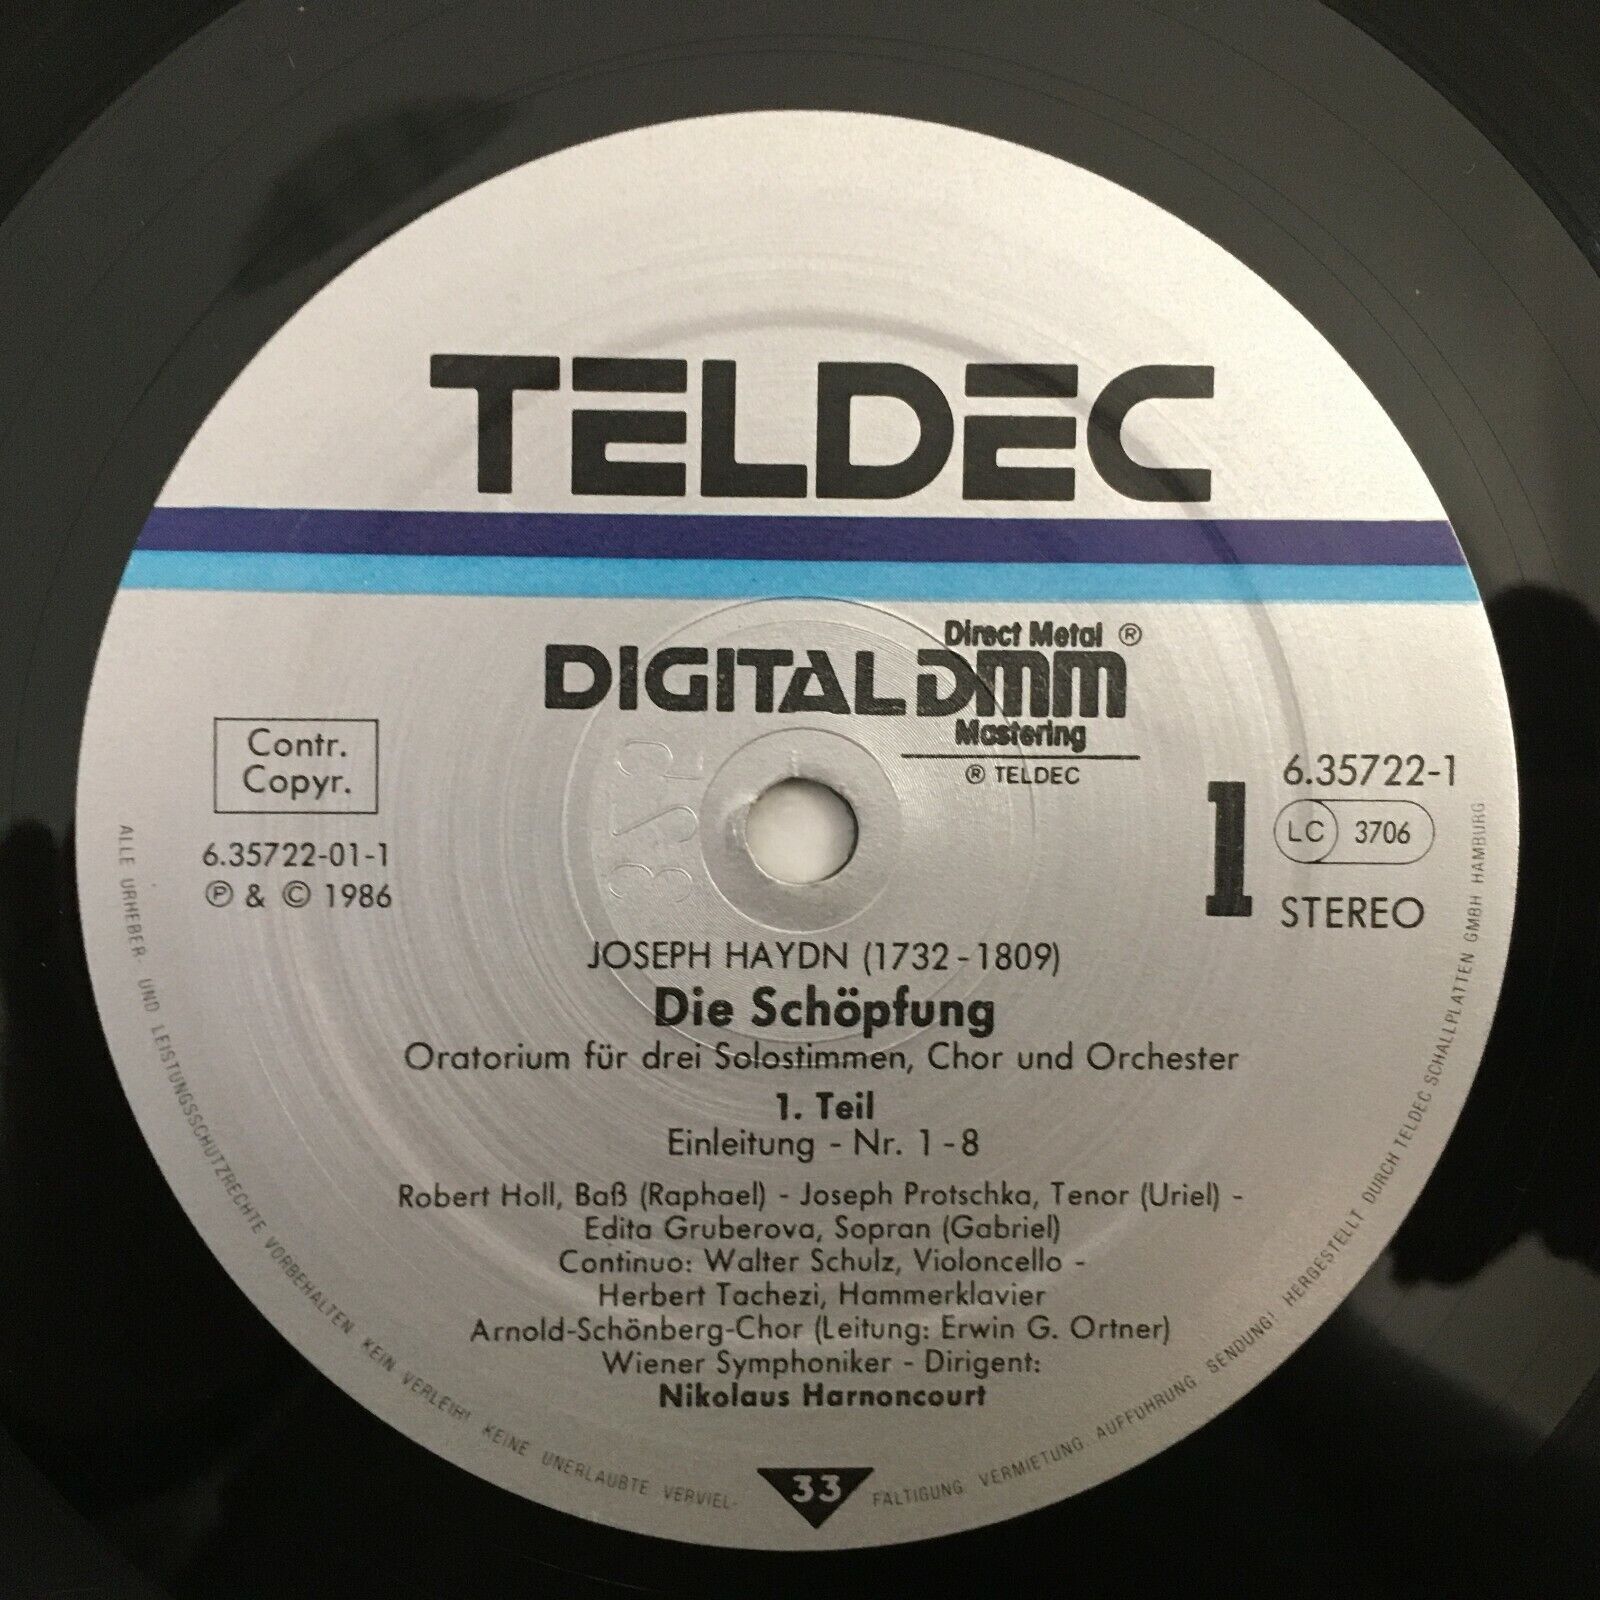 TELDEC
DIGITAL DMM
Direct Metal ®
Mastering
® TELDEC
Contr.
Copyr.
6.35722-01-1
℗ & © 1986
1
6.35722-1
LC 3706
STEREO
JOSEPH HAYDN (1732 - 1809)
Die Schöpfung
Oratorium für drei Solostimmen, Chor und Orchester
1. Teil
Einleitung - Nr. 1 - 8
Robert Holl, Baß (Raphael) - Joseph Protschka, Tenor (Uriel) -
Edita Gruberova, Sopran (Gabriel)
Continuo: Walter Schulz, Violoncello -
Herbert Tachezi, Hammerklavier
Arnold-Schönberg-Chor (Leitung: Erwin G. Ortner)
Wiener Symphoniker - Dirigent:
Nikolaus Harnoncourt
33
ALLE URHEBER UND LEISTUNGSSCHUTZRECHTE VORBEHALTEN KEIN VERLEIH! KEINE UNERLAUBTE VERVIEL-
FÄLTIGUNG VERMIETUNG AUFFÜHRUNG SENDUNG! HERGESTELLT DURCH TELDEC SCHALLPLATTEN GMBH HAMBURG